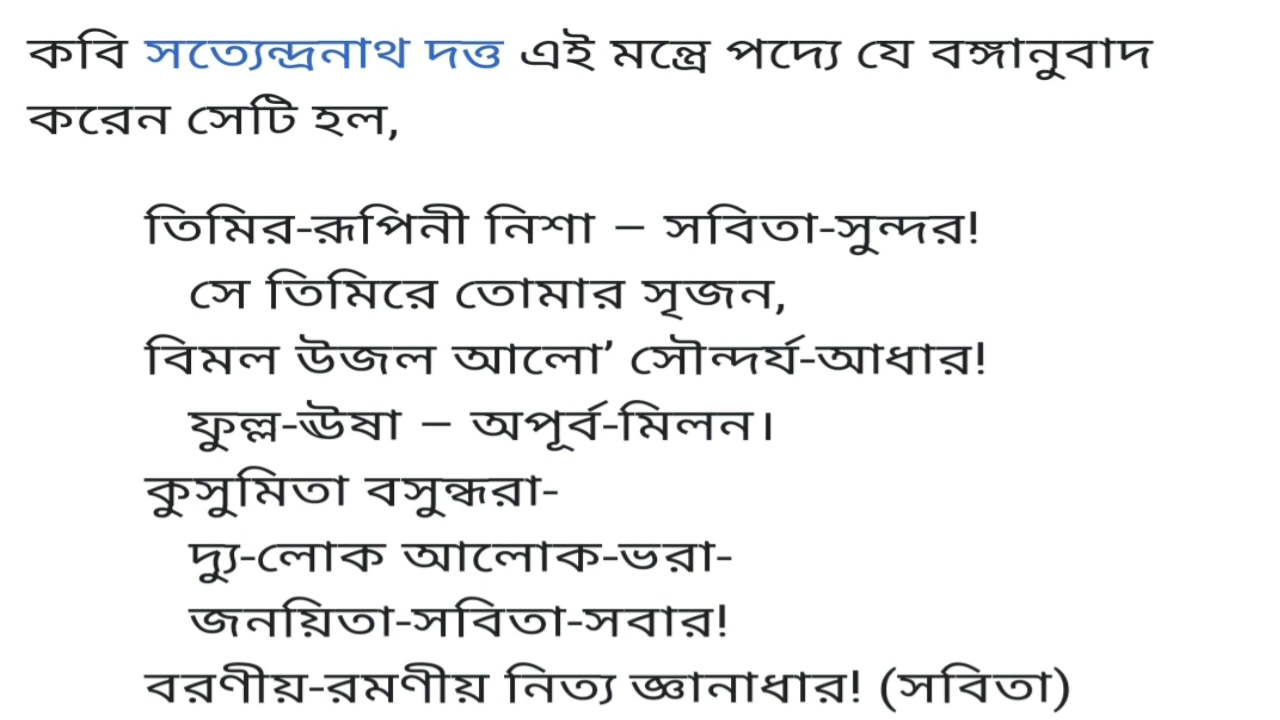 কবি সত্যেন্দ্রনাথ দত্ত এই মন্ত্রে পদ্যে যে বঙ্গানুবাদ
করেন সেটি হল,
তিমির-রূপিনী নিশা – সবিতা-সুন্দর!
সে তিমিরে তোমার সৃজন,
বিমল উজল আলো’ সৌন্দর্য-আধার!
ফুল্ল-ঊষা – অপূর্ব-মিলন।
কুসুমিতা বসুন্ধরা-
দ্যু-লোক আলোক-ভরা-
জনয়িতা-সবিতা-সবার!
বরণীয়-রমণীয় নিত্য জ্ঞানাধার! (সবিতা)